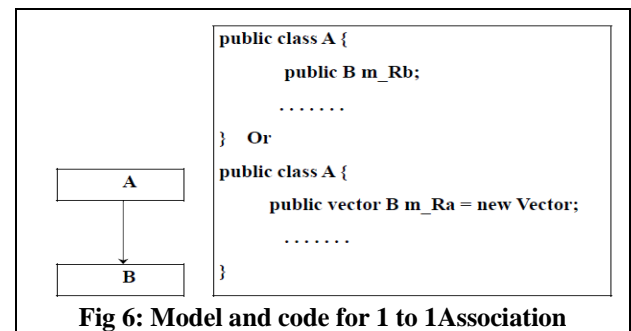 public class A {
public B m_Rb;
. . . . . . .
} Or
public class A {
public vector B m_Ra = new Vector;
. . . . . . .
}
A
B
Fig 6: Model and code for 1 to 1Association